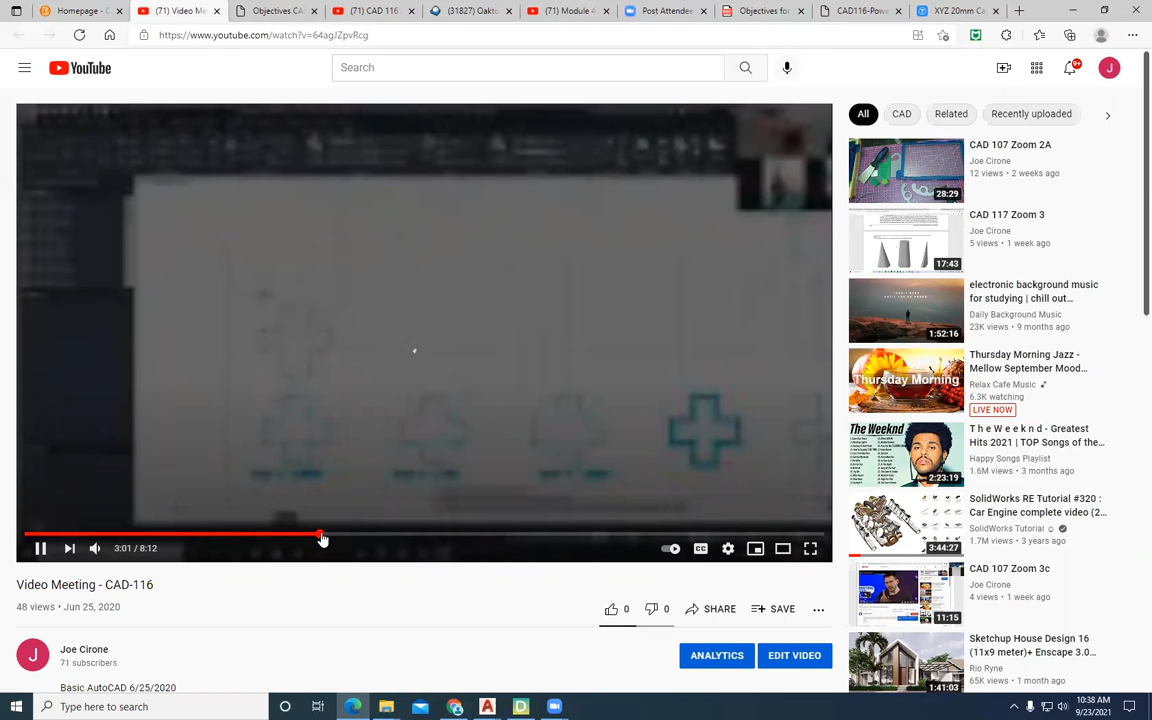 Homepage - C
(71) Video Me
Objectives CA
(71) CAD 116.
(31827) Oakto
(71) Module 4
Post Attendee
Objectives for
CAD116-Pow
XYZ 20mm Ca
https://www.youtube.com/watch?v=64agJZpvRcg
YouTube
Search
9+
J
All
CAD
Related
Recently uploaded
CAD 107 Zoom 2A
Joe Cirone
12 views • 2 weeks ago
28:29
CAD 117 Zoom 3
Joe Cirone
5 views • 1 week ago
17:43
electronic background music
for studying | chill out...
Daily Background Music
23K views • 9 months ago
1:52:16
Thursday Morning Jazz -
Mellow September Mood...
Relax Cafe Music
6.3K watching
LIVE NOW
Thursday Morning
T h e W e e k n d - Greatest
Hits 2021 | TOP Songs of the...
Happy Songs Playlist
1.6M views • 3 months ago
The Weeknd
2:23:19
SolidWorks RE Tutorial #320 :
Car Engine complete video (2...
SolidWorks Tutorial
1.7M views • 3 years ago
3:44:27
CAD 107 Zoom 3c
Joe Cirone
4 views • 1 week ago
11:15
Sketchup House Design 16
(11x9 meter)+ Enscape 3.0...
Rio Ryne
65K views • 1 month ago
1:41:03
3:01 / 8:12
CC
Video Meeting - CAD-116
48 views • Jun 25, 2020
0
0
SHARE
SAVE
J
Joe Cirone
71 subscribers
ANALYTICS
EDIT VIDEO
Basic AutoCAD 6/25/2020
Type here to search
A
D
10:38 AM
9/23/2021